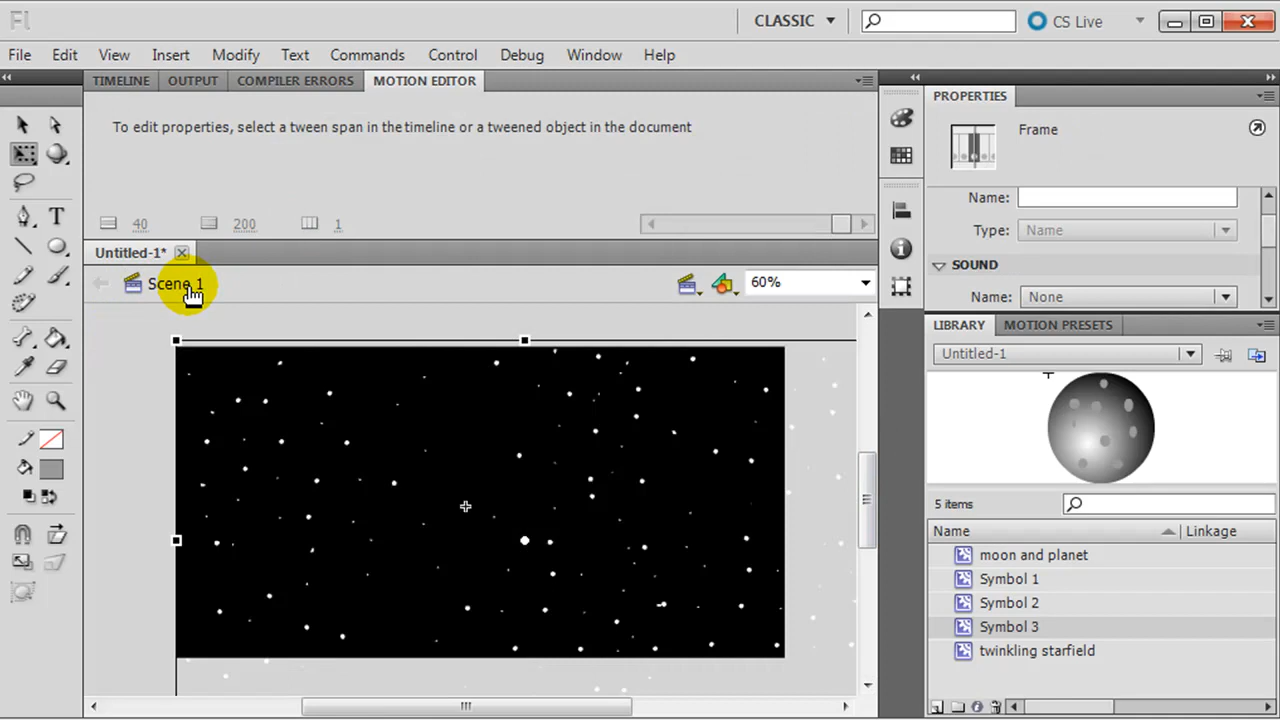 Fl
CLASSIC
CS Live
File Edit View Insert Modify Text Commands Control Debug Window Help
TIMELINE OUTPUT COMPILER ERRORS MOTION EDITOR
To edit properties, select a tween span in the timeline or a tweened object in the document
40 200 1
Untitled-1*
Scene 1
60%
PROPERTIES
Frame
Name:
Type: Name
SOUND
Name: None
LIBRARY MOTION PRESETS
Untitled-1
5 items
Name Linkage
moon and planet
Symbol 1
Symbol 2
Symbol 3
twinkling starfield